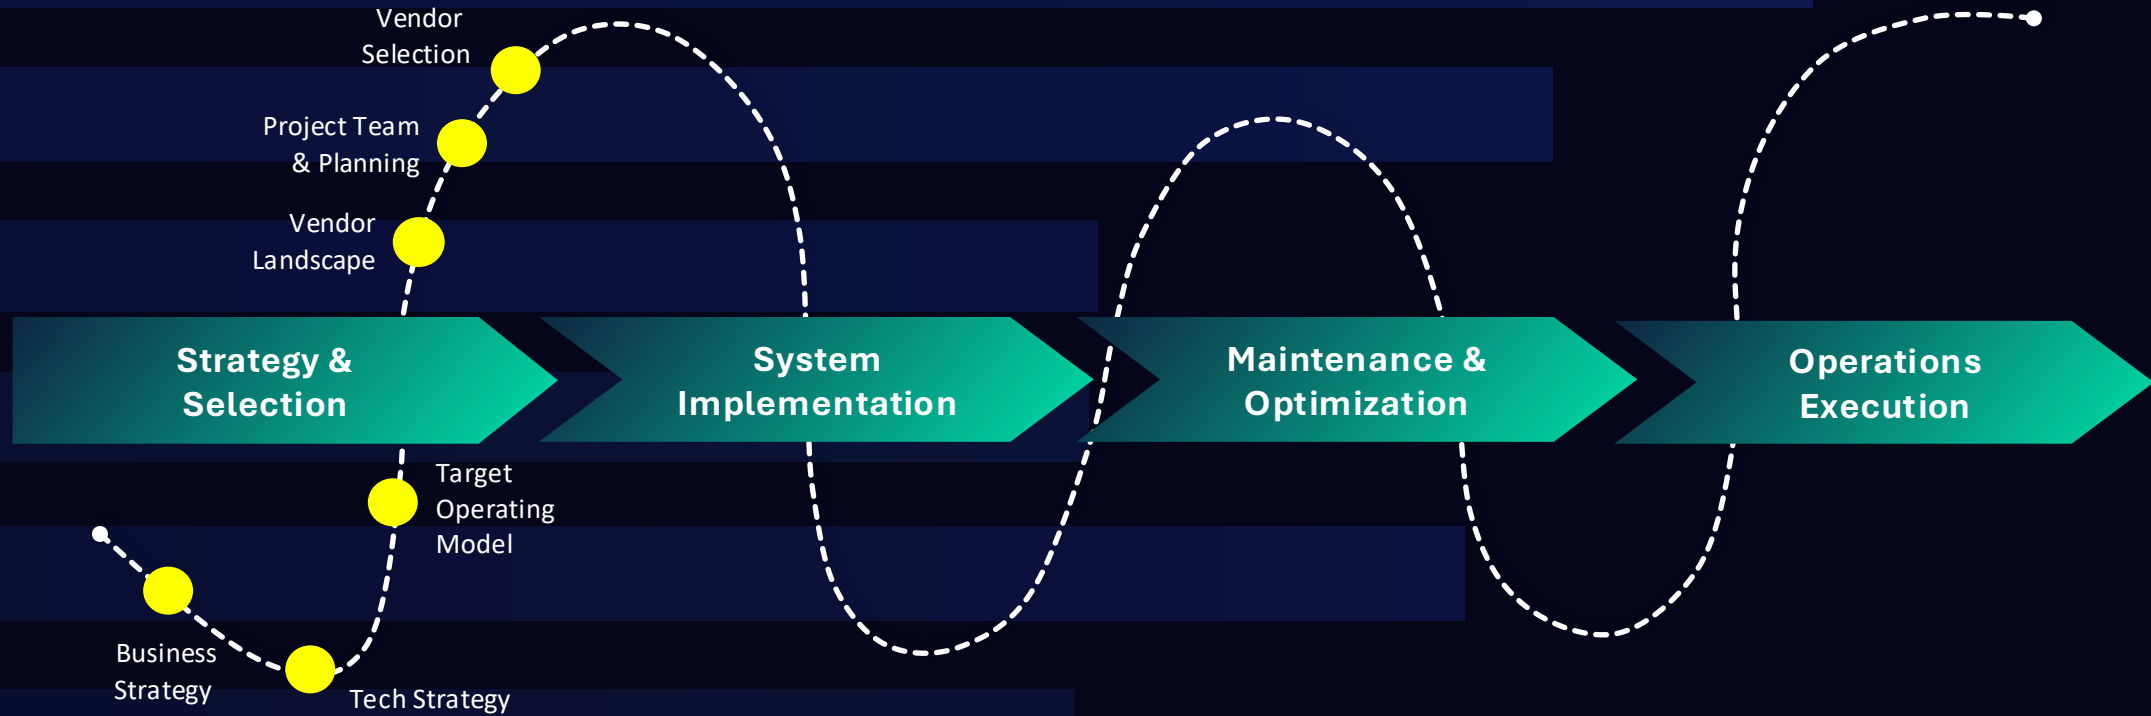 Vendor
Selection
Project Team
& Planning
Vendor
Landscape
Strategy &
Selection
System
Implementation
Maintenance &
Optimization
Operations
Execution
Target
Operating
Model
Business
Strategy
Tech Strategy